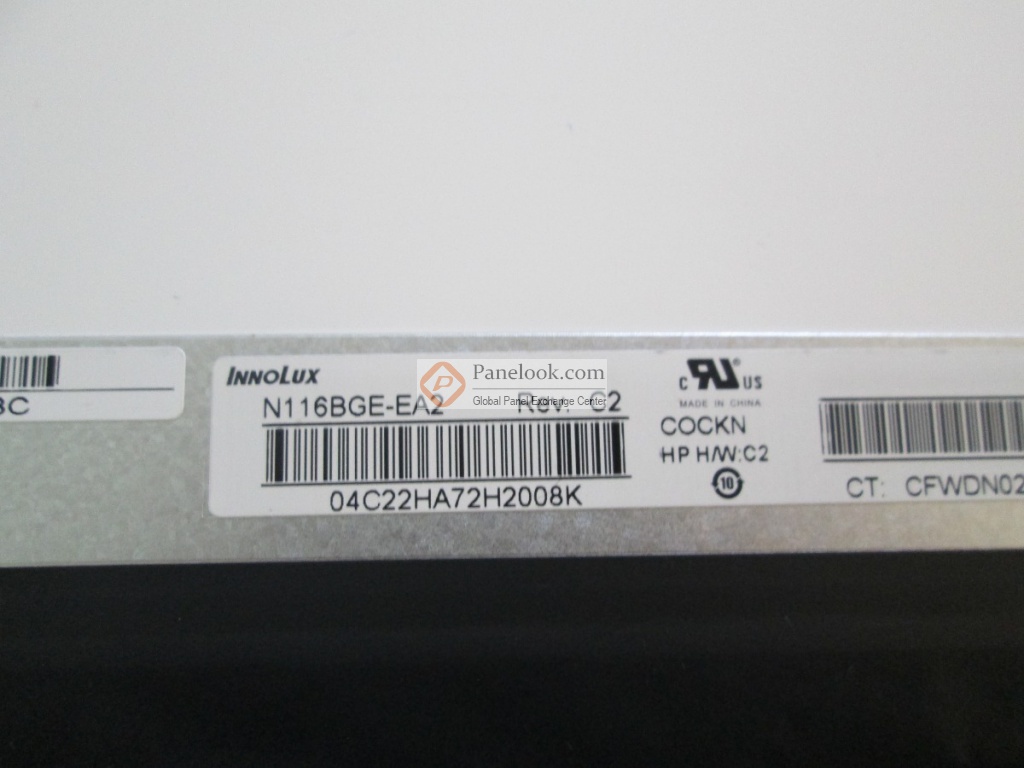 3C
INNOLUX
N116BGE-EA2 Rev: C2
04C22HA72H2008K
Panelook.com
Global Panel Exchange Center
C RU® US
MADE IN CHINA
COCKN
HP H/W:C2
10
CT: CFWDN02